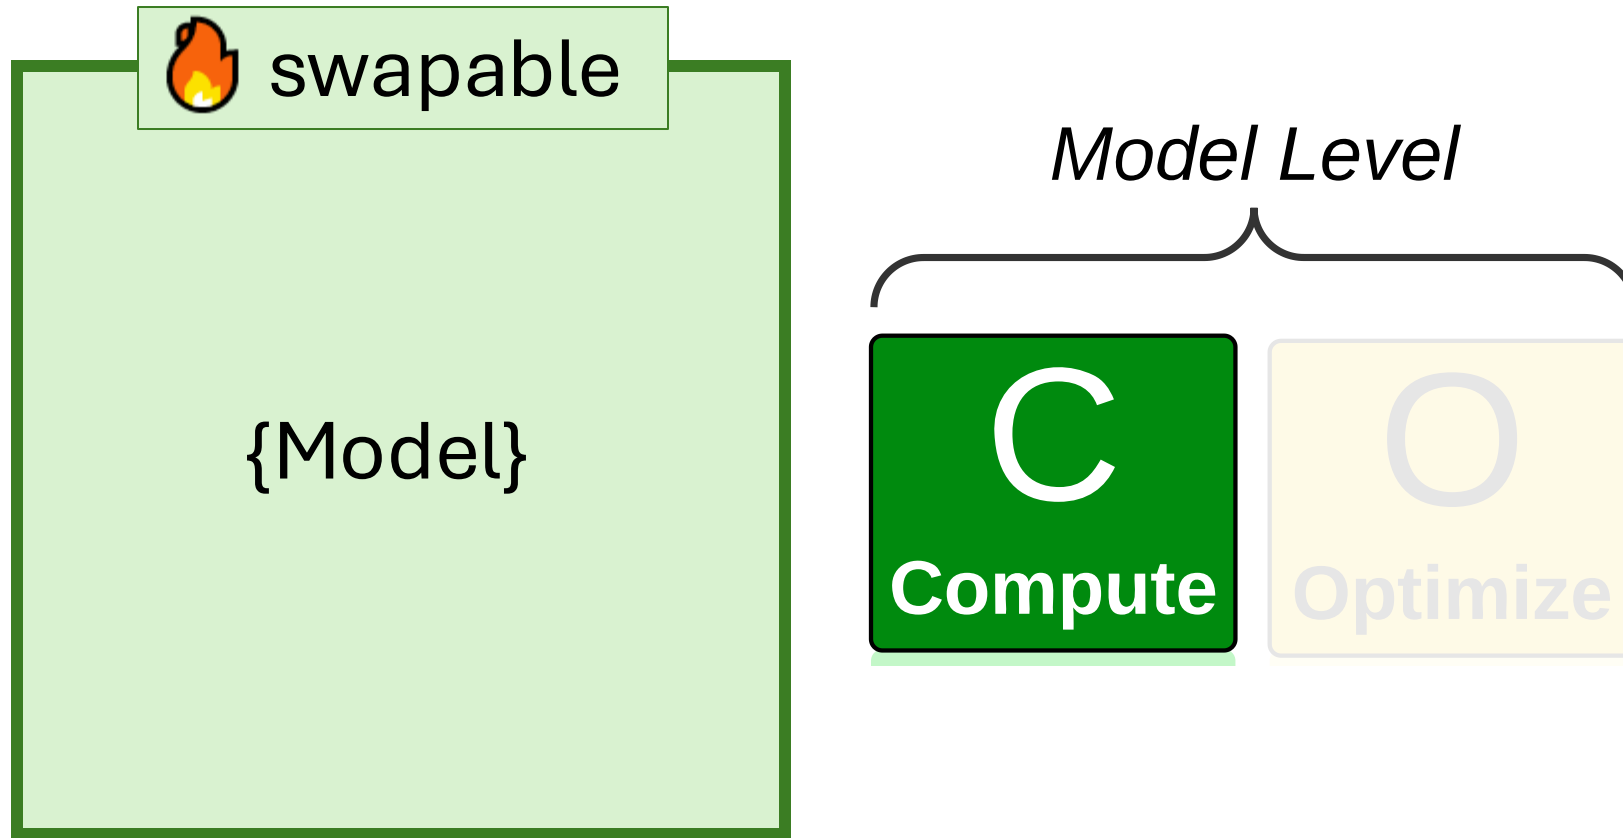 swapable
{Model}
Model Level
C
Compute
O
Optimize